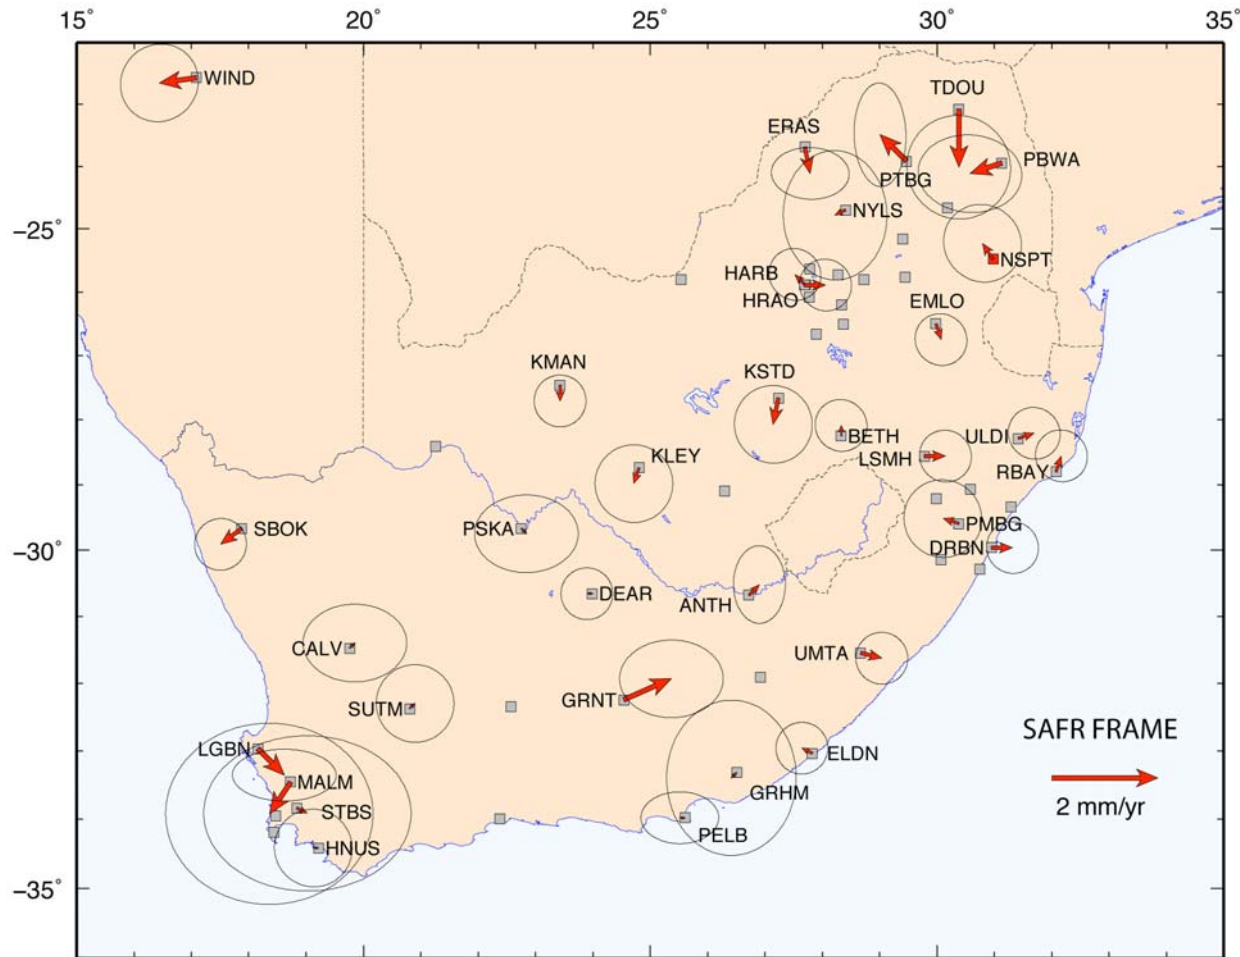 15° 20° 25° 30° 35°
WIND
TDOU
ERAS
PBWA
PTBG
−25°
NYLS
NSPT
HARB
HRAO
EMLO
KMAN
KSTD
BETH
ULDI
KLEY
LSMH
RBAY
SBOK
PSKA
PMBG
DRBN
−30°
DEAR
ANTH
CALV
UMTA
GRNT
SUTM
SAFR FRAME
LGBN
ELDN
MALM
GRHM
2 mm/yr
STBS
PELB
HNUS
−35°